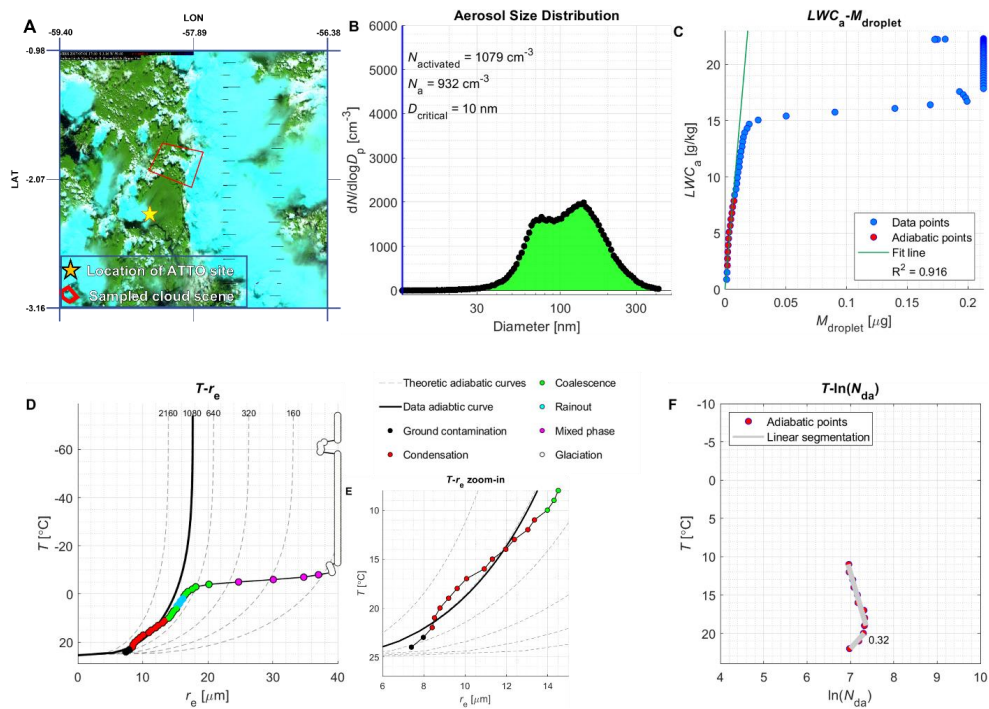 A
LON
-59.40
-57.89
-56.38
-0.98
LAT
-2.07
-3.16
Location of ATTO site
Sampled cloud scene
B
Aerosol Size Distribution
6000
5000
4000
3000
2000
1000
0
N_activated = 1079 cm⁻³
N_a = 932 cm⁻³
D_critical = 10 nm
dN/dlogD_p [cm⁻³]
30
100
300
Diameter [nm]
C
LWC_a-M_droplet
20
15
10
5
0
LWC_a [g/kg]
Data points
Adiabatic points
Fit line
R² = 0.916
0
0.05
0.1
0.15
0.2
M_droplet [μg]
D
T-r_e
2160
1080
640
320
160
-60
-40
-20
0
20
T [°C]
0
10
20
30
40
r_e [μm]
Theoretic adiabatic curves
Data adiabtic curve
Ground contamination
Condensation
Coalescence
Rainout
Mixed phase
Glaciation
E
T-r_e zoom-in
10
15
20
25
T [°C]
6
8
10
12
14
r_e [μm]
F
T-ln(N_da)
-10
-5
0
5
10
15
20
T [°C]
Adiabatic points
Linear segmentation
0.32
4
5
6
7
8
9
10
ln(N_da)